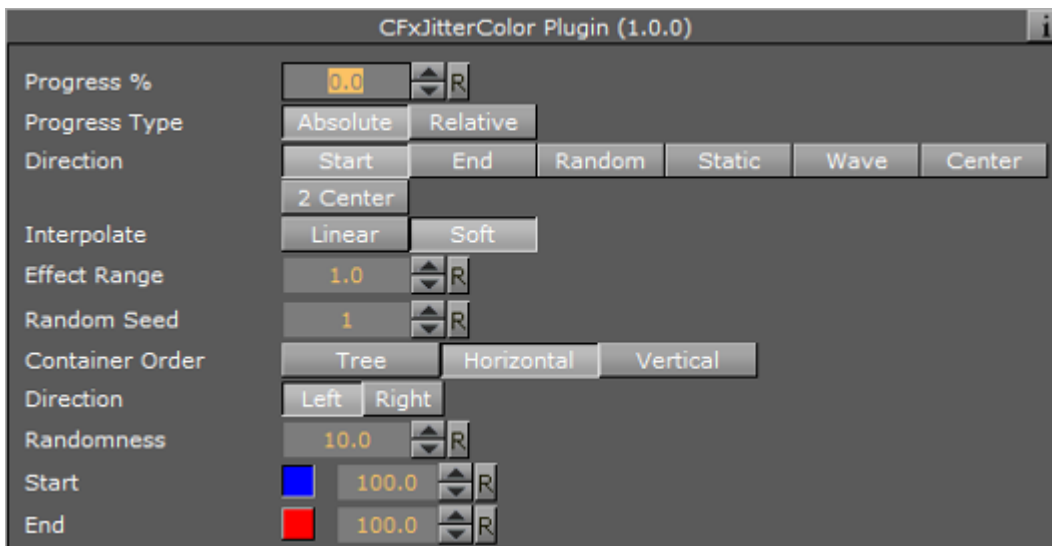 CFxJitterColor Plugin (1.0.0) i
Progress % 0.0 R
Progress Type Absolute Relative
Direction Start End Random Static Wave Center
2 Center
Interpolate Linear Soft
Effect Range 1.0 R
Random Seed 1 R
Container Order Tree Horizontal Vertical
Direction Left Right
Randomness 10.0 R
Start 100.0 R
End 100.0 R